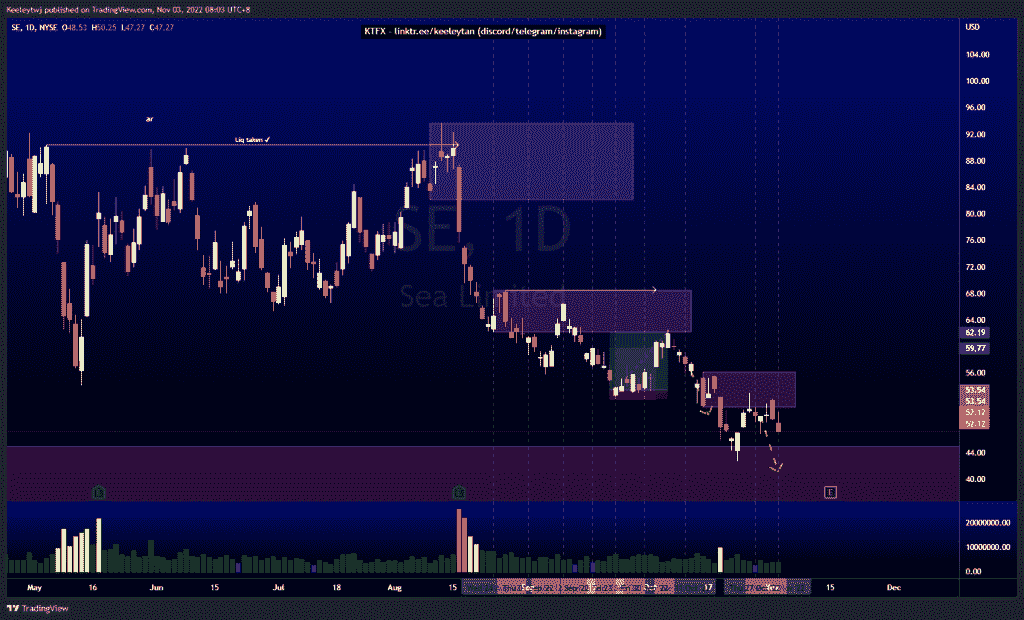 Keeleytwj published on TradingView.com, Nov 03, 2022 08:03 UTC+8
SE, 1D, NYSE O48.53 H50.25 L47.27 C47.27
KTFX - linktr.ee/keeleytan (discord/telegram/instagram)
USD
104.00
100.00
96.00
92.00
88.00
84.00
80.00
76.00
72.00
68.00
64.00
62.19
59.77
56.00
53.54
52.12
52.12
44.00
40.00
20000000.00
10000000.00
0.00
ar
Liq taken ✓
SE, 1D
Sea Limited
E
May 16 Jun 15 Jul 18 Aug 15 17 15 Dec
TradingView